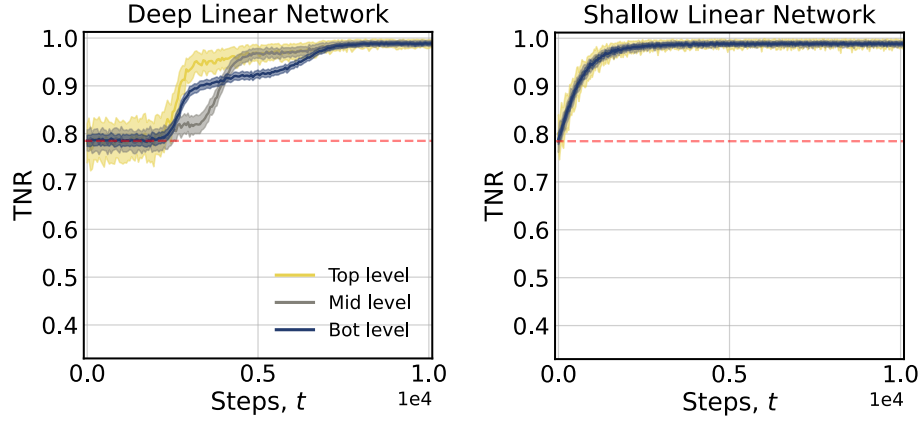 Deep Linear Network
1.0
0.9
0.8
0.7
0.6
0.5
0.4
TNR
Top level
Mid level
Bot level
0.0 0.5 1.0
Steps, t
1e4
Shallow Linear Network
1.0
0.9
0.8
0.7
0.6
0.5
0.4
TNR
0.0 0.5 1.0
Steps, t
1e4